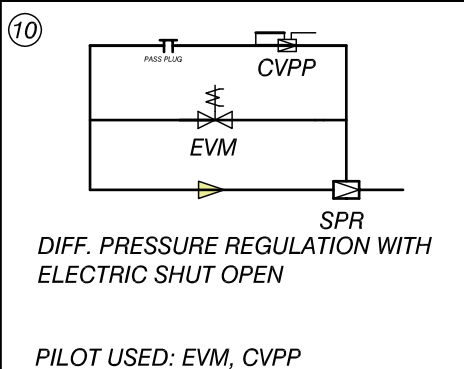 10
PASS PLUG
CVPP
EVM
SPR
DIFF. PRESSURE REGULATION WITH
ELECTRIC SHUT OPEN
PILOT USED: EVM, CVPP